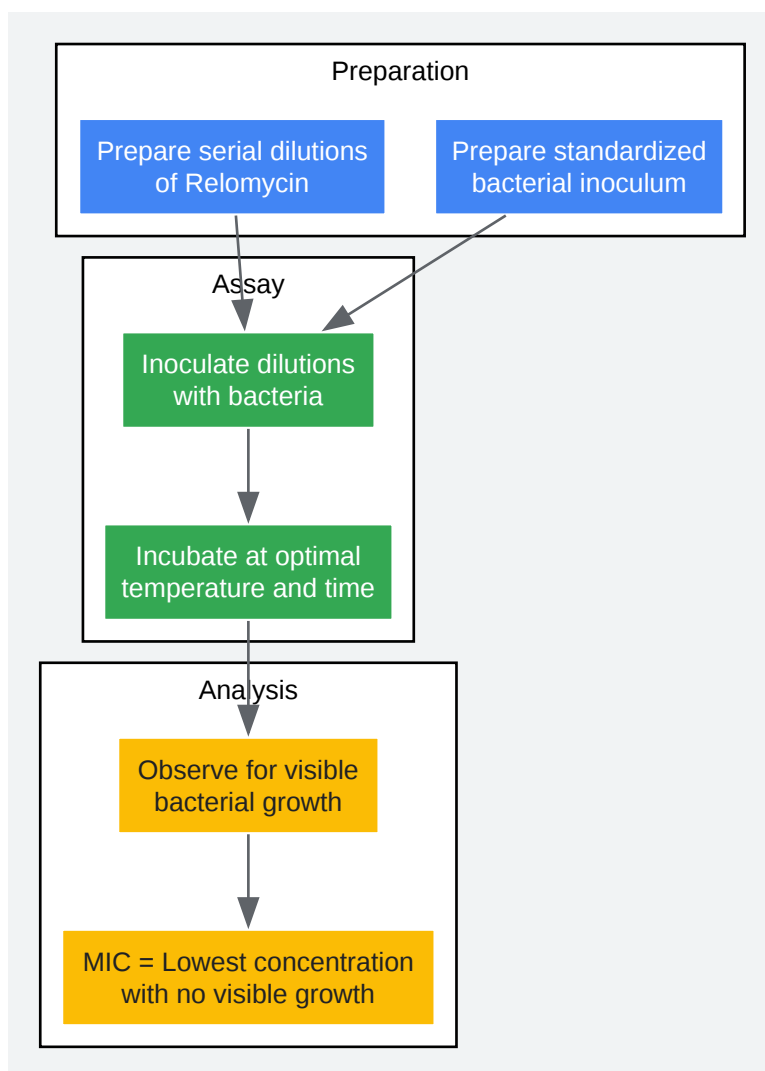 Preparation
Prepare serial dilutions
of Relomycin
Prepare standardized
bacterial inoculum
Assay
Inoculate dilutions
with bacteria
Incubate at optimal
temperature and time
Analysis
Observe for visible
bacterial growth
MIC = Lowest concentration
with no visible growth